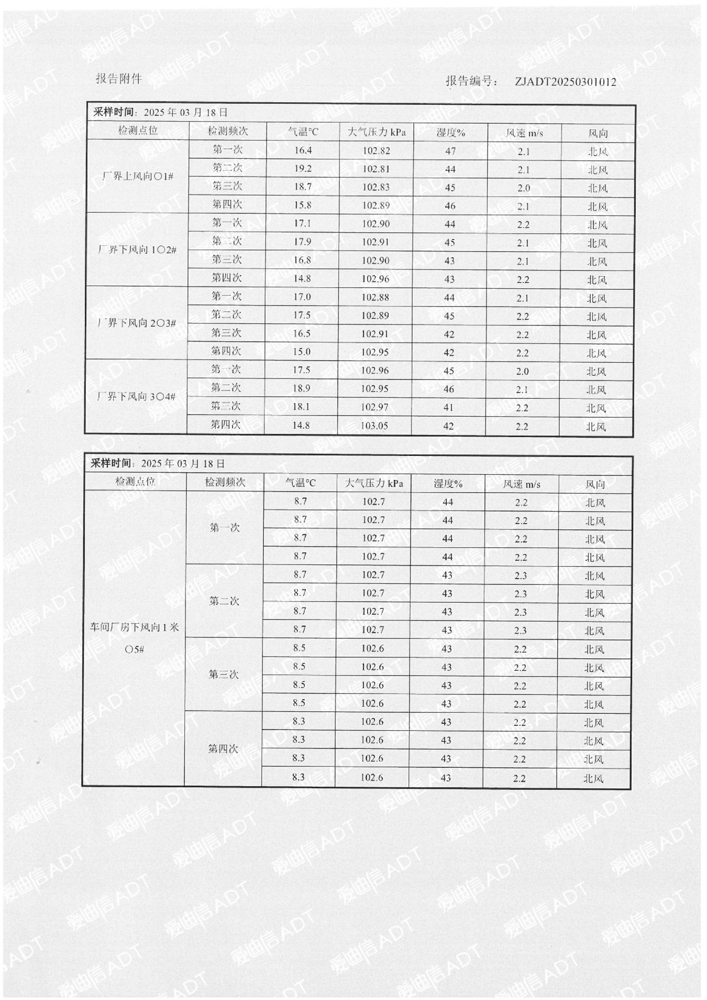 报告附件 报告编号： ZJADT20250301012
采样时间：2025 年 03 月 18 日
检测点位 检测频次 气温℃ 大气压力 kPa 湿度% 风速 m/s 风向
厂界上风向○1# 第一次 16.4 102.82 47 2.1 北风
第二次 19.2 102.81 44 2.1 北风
第三次 18.7 102.83 45 2.0 北风
第四次 15.8 102.89 46 2.1 北风
厂界下风向 1○2# 第一次 17.1 102.90 44 2.2 北风
第二次 17.9 102.91 45 2.1 北风
第三次 16.8 102.90 43 2.1 北风
第四次 14.8 102.96 43 2.2 北风
厂界下风向 2○3# 第一次 17.0 102.88 44 2.1 北风
第二次 17.5 102.89 45 2.2 北风
第三次 16.5 102.91 42 2.2 北风
第四次 15.0 102.95 42 2.2 北风
厂界下风向 3○4# 第一次 17.5 102.96 45 2.0 北风
第二次 18.9 102.95 46 2.1 北风
第三次 18.1 102.97 41 2.2 北风
第四次 14.8 103.05 42 2.2 北风
采样时间：2025 年 03 月 18 日
检测点位 检测频次 气温℃ 大气压力 kPa 湿度% 风速 m/s 风向
车间厂房下风向 1 米
○5#
第一次 8.7 102.7 44 2.2 北风
8.7 102.7 44 2.2 北风
8.7 102.7 44 2.2 北风
8.7 102.7 44 2.2 北风
第二次 8.7 102.7 43 2.3 北风
8.7 102.7 43 2.3 北风
8.7 102.7 43 2.3 北风
8.7 102.7 43 2.3 北风
第三次 8.5 102.6 43 2.2 北风
8.5 102.6 43 2.2 北风
8.5 102.6 43 2.2 北风
8.5 102.6 43 2.2 北风
第四次 8.3 102.6 43 2.2 北风
8.3 102.6 43 2.2 北风
8.3 102.6 43 2.2 北风
8.3 102.6 43 2.2 北风
爱迪信 ADT